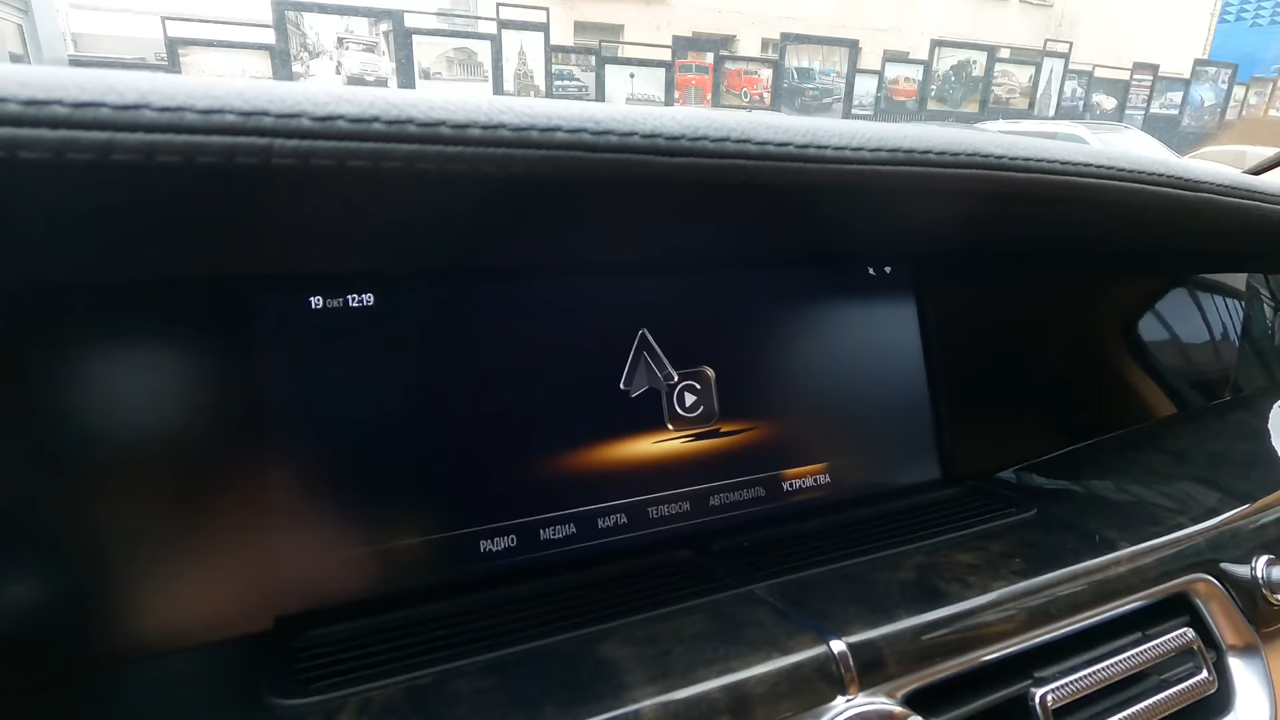 19 окт 12:19
РАДИО МЕДИА КАРТА ТЕЛЕФОН АВТОМОБИЛЬ УСТРОЙСТВА